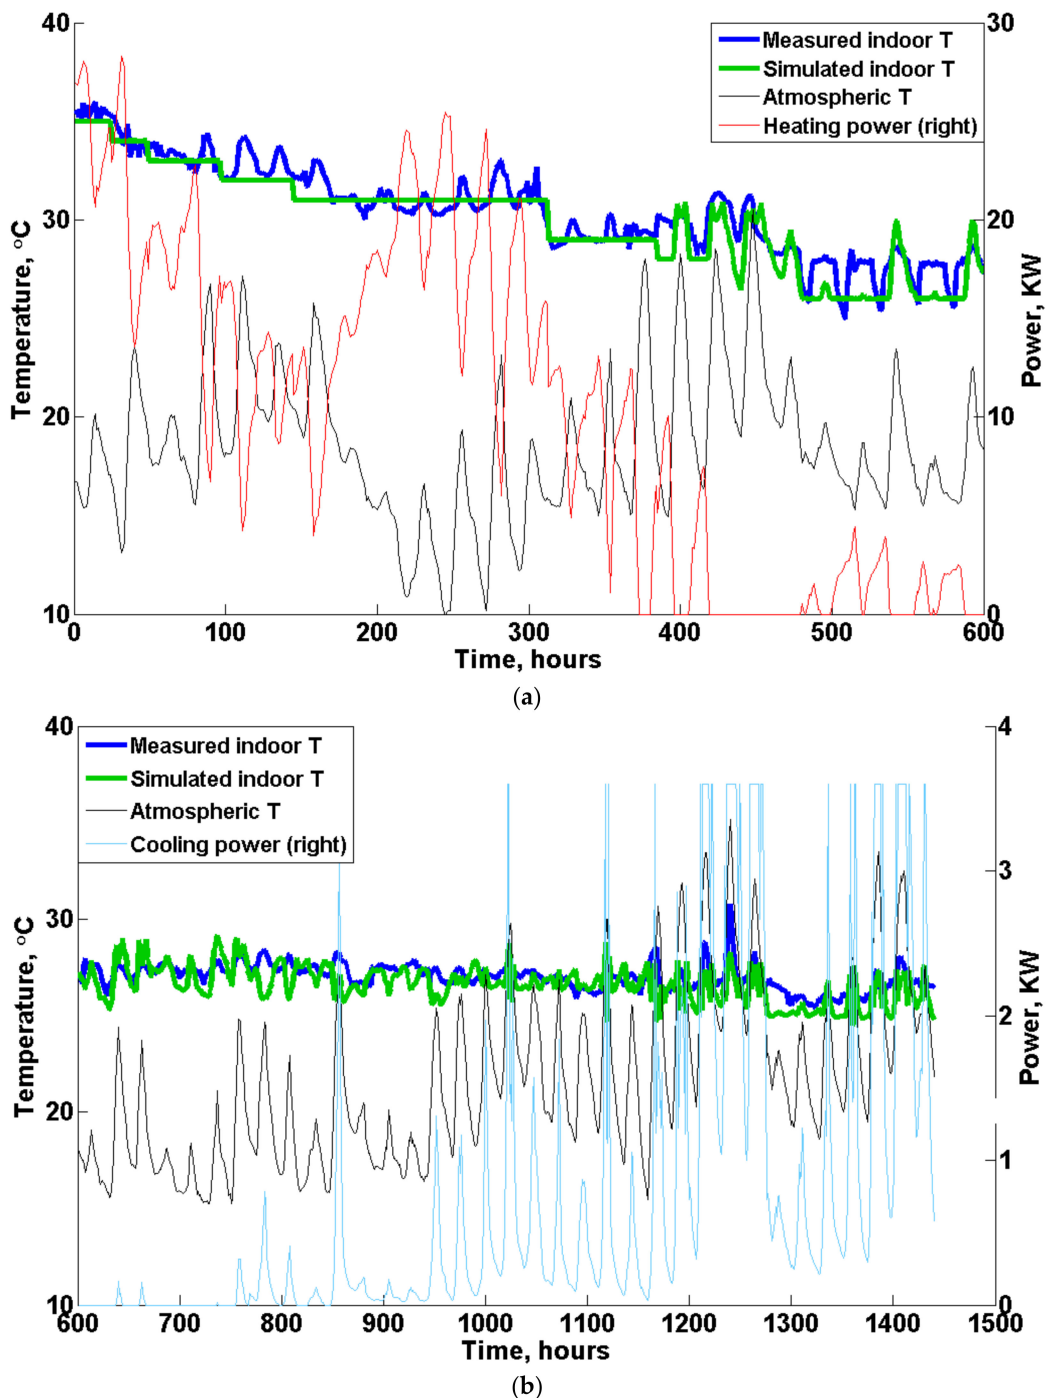 40
30
Measured indoor T
Simulated indoor T
Atmospheric T
Heating power (right)
Temperature, °C
Power, KW
30
20
20
10
10
0
0
100
200
300
400
500
600
Time, hours
(a)
40
4
Measured indoor T
Simulated indoor T
Atmospheric T
Cooling power (right)
Temperature, °C
Power, KW
3
30
2
20
1
10
0
600
700
800
900
1000
1100
1200
1300
1400
1500
Time, hours
(b)